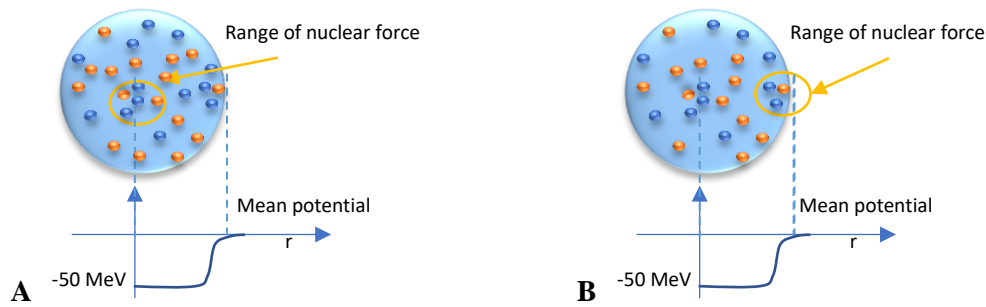 Range of nuclear force
Mean potential
r
-50 MeV
A
Range of nuclear force
Mean potential
r
-50 MeV
B